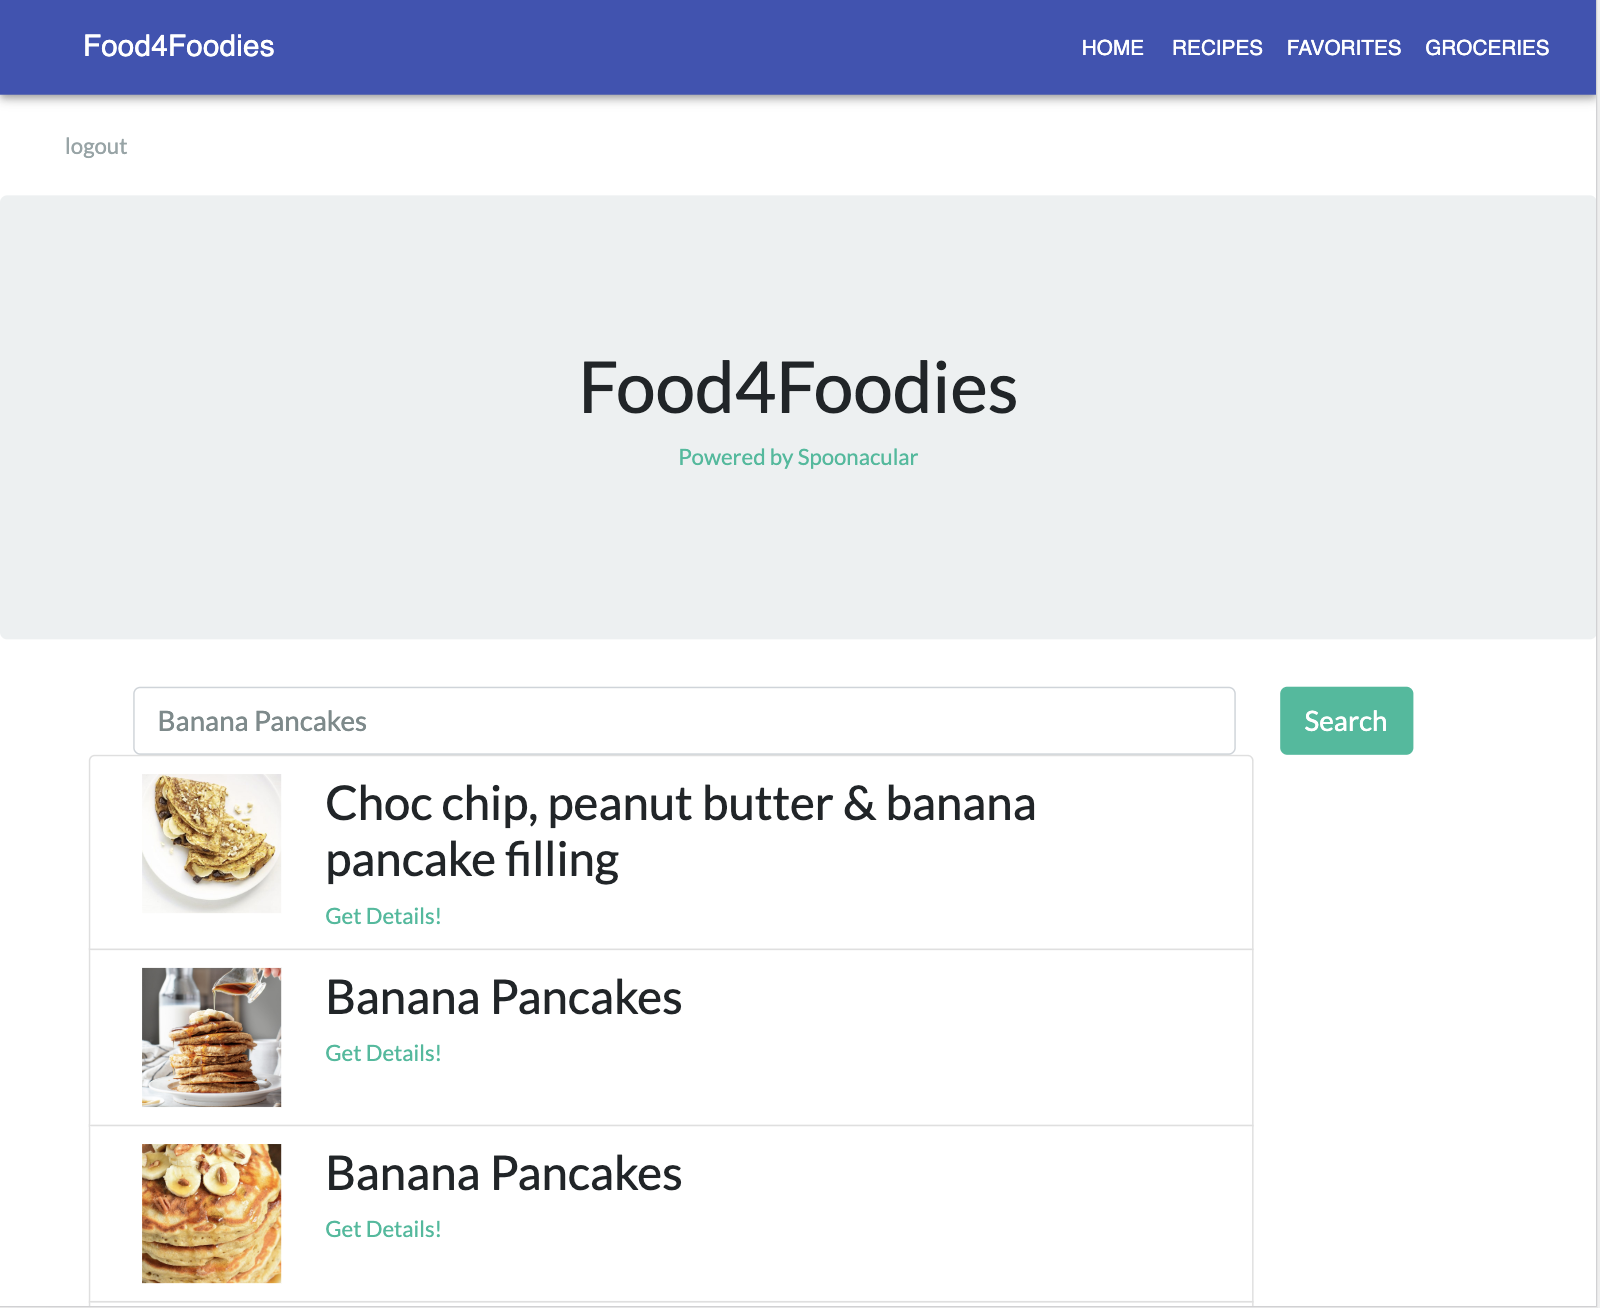 Food4Foodies HOME RECIPES FAVORITES GROCERIES
logout
Food4Foodies
Powered by Spoonacular
Banana Pancakes Search
Choc chip, peanut butter & banana
pancake filling
Get Details!
Banana Pancakes
Get Details!
Banana Pancakes
Get Details!